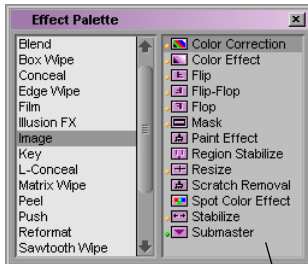 Effect Palette
Blend
Box Wipe
Conceal
Edge Wipe
Film
Illusion FX
Image
Key
L-Conceal
Matrix Wipe
Peel
Push
Reformat
Sawtooth Wipe
Color Correction
Color Effect
Flip
Flip-Flop
Flop
Mask
Paint Effect
Region Stabilize
Resize
Scratch Removal
Spot Color Effect
Stabilize
Submaster